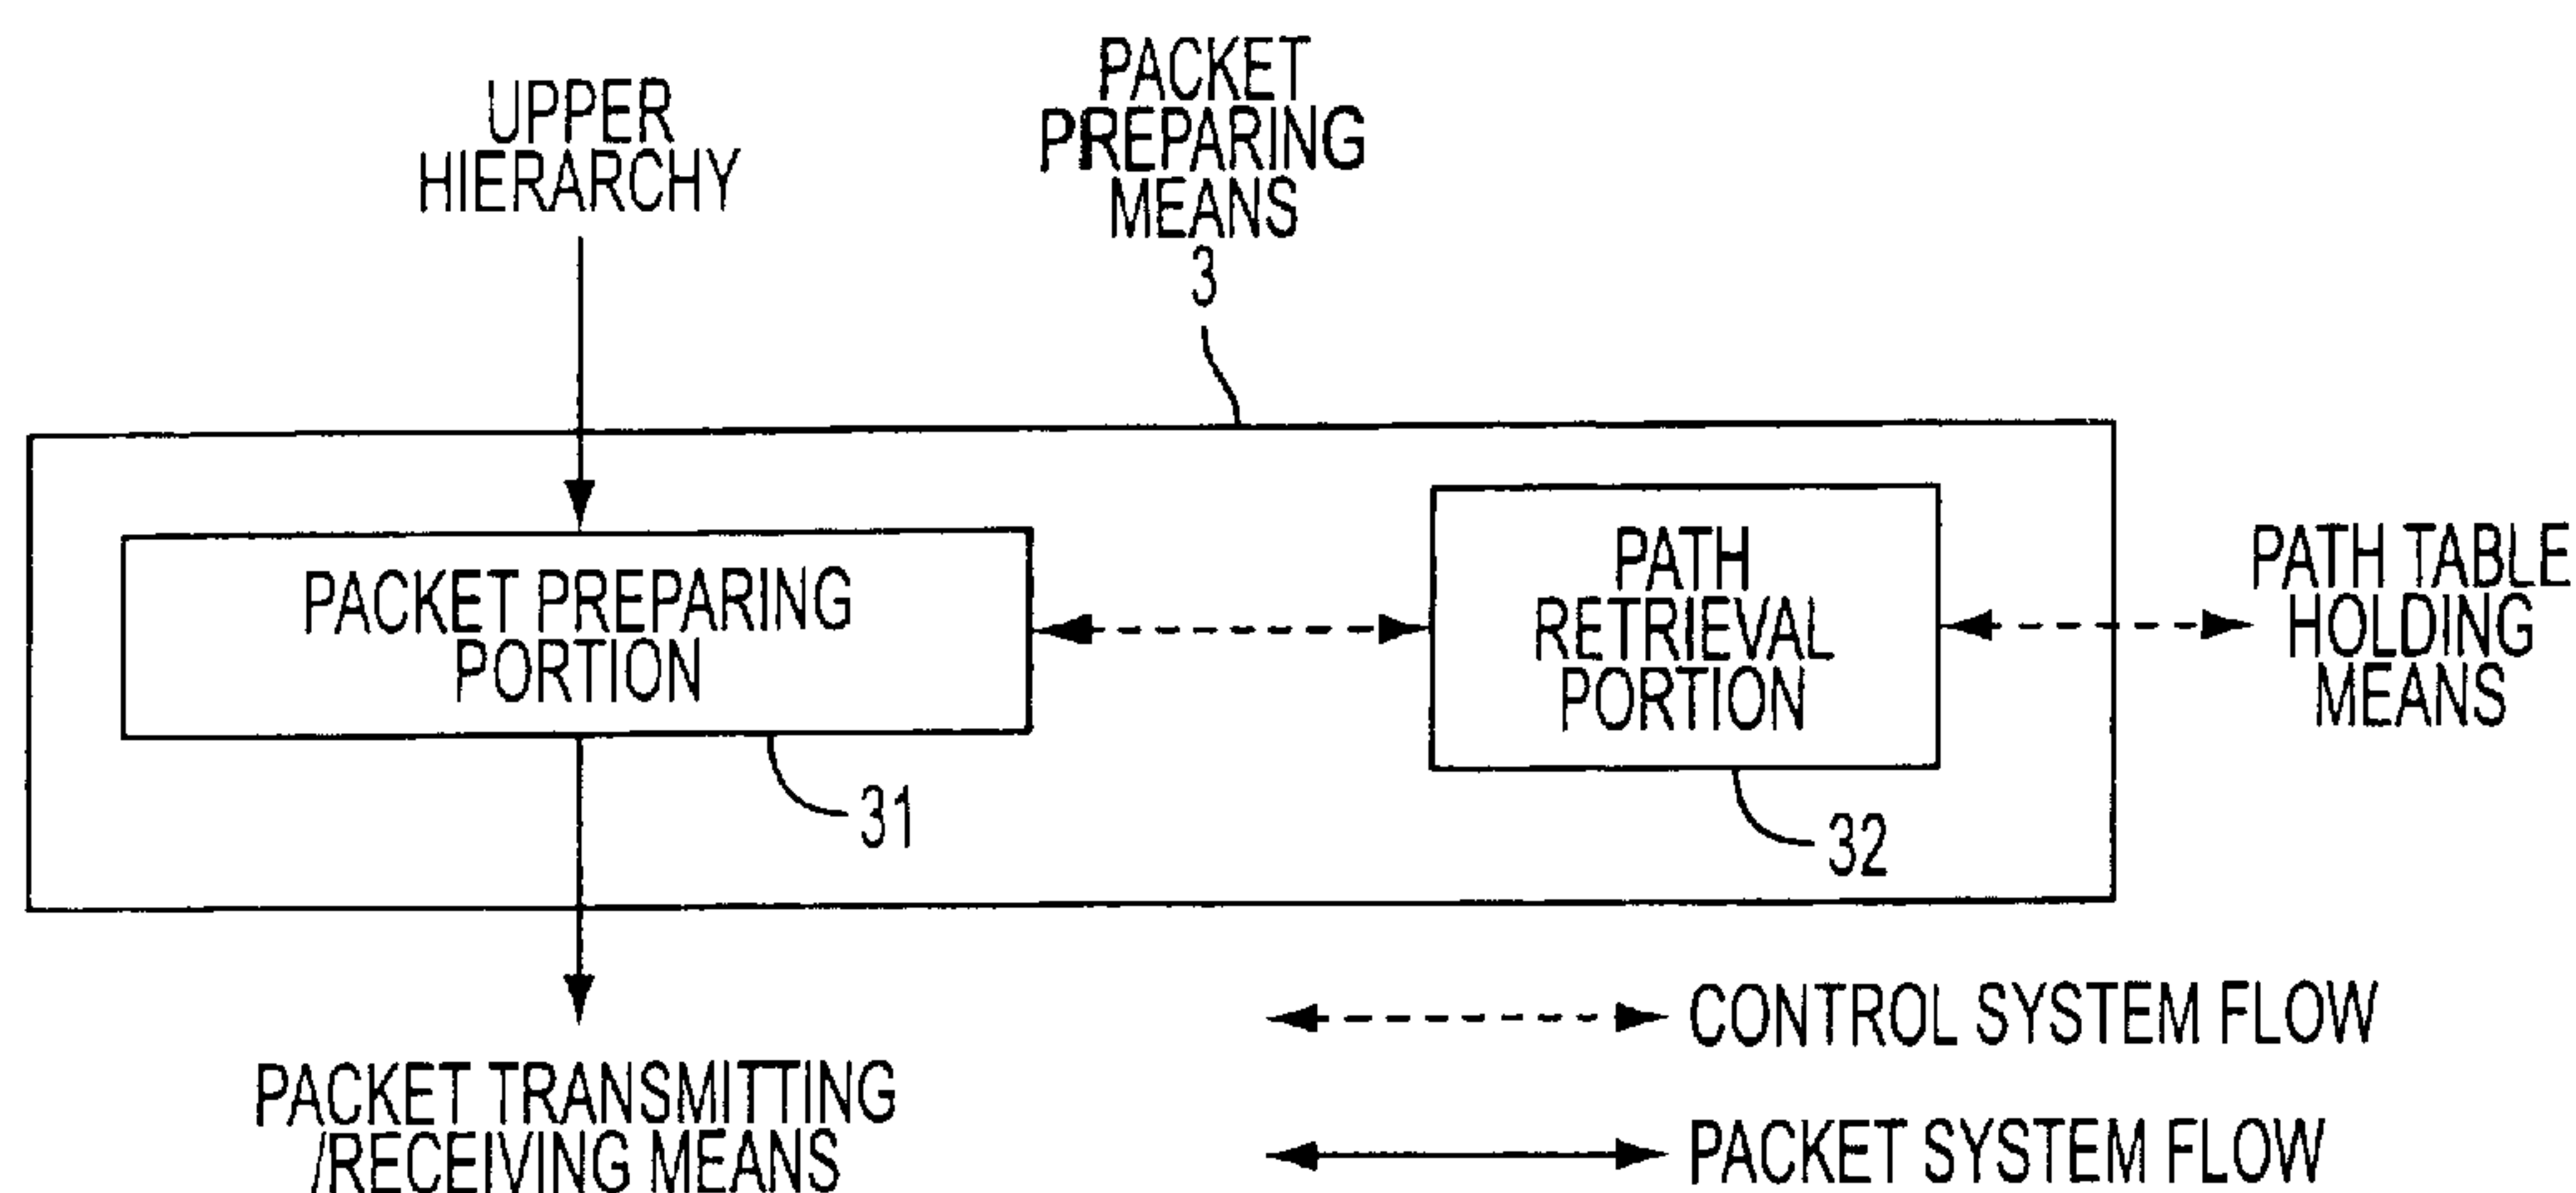 UPPER
HIERARCHY
PACKET
PREPARING
MEANS
3
PACKET PREPARING
PORTION
31
PATH
RETRIEVAL
PORTION
32
PATH TABLE
HOLDING
MEANS
PACKET TRANSMITTING
/RECEIVING MEANS
CONTROL SYSTEM FLOW
PACKET SYSTEM FLOW